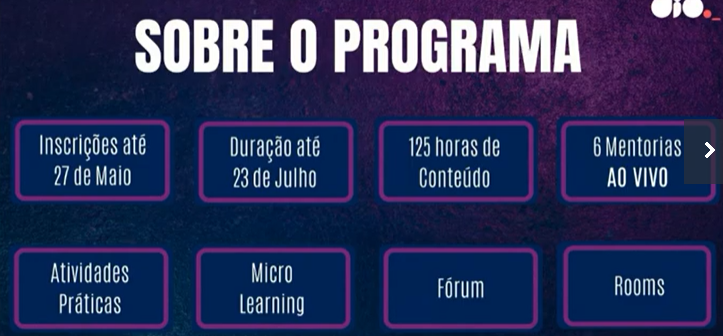 dio.
SOBRE O PROGRAMA
Inscrições até
27 de Maio
Duração até
23 de Julho
125 horas de
Conteúdo
6 Mentorias
AO VIVO
Atividades
Práticas
Micro
Learning
Fórum
Rooms